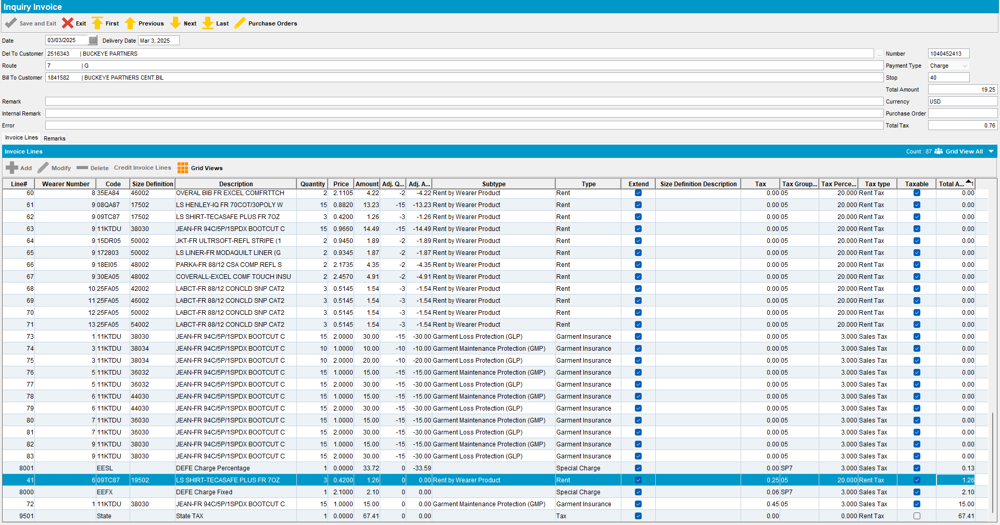 Inquiry Invoice
Save and Exit Exit First Previous Next Last Purchase Orders
Date 03/03/2025 16 Delivery Date Mar 3, 2025
Del To Customer 2516343 | BUCKEYE PARTNERS ... Number 1040452413
Route 7 | G Payment Type Charge
Bill To Customer 1841582 | BUCKEYE PARTNERS CENT.BIL Stop 40
Total Amount 19.25
Remark Currency USD
Internal Remark Purchase Order
Error Total Tax 0.76
Invoice Lines Remarks
Invoice Lines Count : 87 Grid View All
Add Modify Delete Credit Invoice Lines Grid Views
Line# Wearer Number Code Size Definition Description Quantity Price Amount Adj. Q... Adj. A... Subtype Type Extend Size Definition Description Tax Tax Group... Tax Perce... Tax type Taxable Total A... 1
60 8 35EA84 46002 OVERAL BIB FR EXCEL COMFRTTCH 2 2.1105 4.22 -2 -4.22 Rent by Wearer Product Rent 0.00 05 20.000 Rent Tax 0.00
61 9 08QA87 17502 LS HENLEY-IQ FR 70COT/30POLY W 15 0.8820 13.23 -15 -13.23 Rent by Wearer Product Rent 0.00 05 20.000 Rent Tax 0.00
62 9 09TC87 17502 LS SHIRT-TECASAFE PLUS FR 7OZ 3 0.4200 1.26 -3 -1.26 Rent by Wearer Product Rent 0.00 05 20.000 Rent Tax 0.00
63 9 11KTDU 38030 JEAN-FR 94C/5P/1SPDX BOOTCUT C 15 0.9660 14.49 -15 -14.49 Rent by Wearer Product Rent 0.00 05 20.000 Rent Tax 0.00
64 9 15DR05 50002 JKT-FR ULTRSOFT-REFL STRIPE (1 2 0.9450 1.89 -2 -1.89 Rent by Wearer Product Rent 0.00 05 20.000 Rent Tax 0.00
65 9 172803 50002 LS LINER-FR MODAQUILT LINER (G 2 0.9345 1.87 -2 -1.87 Rent by Wearer Product Rent 0.00 05 20.000 Rent Tax 0.00
66 9 18EI05 48002 PARKA-FR 88/12 CSA COMP.REFL S 2 2.1735 4.35 -2 -4.35 Rent by Wearer Product Rent 0.00 05 20.000 Rent Tax 0.00
67 9 30EA05 48002 COVERALL-EXCEL COMF TOUCH INSU 2 2.4570 4.91 -2 -4.91 Rent by Wearer Product Rent 0.00 05 20.000 Rent Tax 0.00
68 10 25FA05 42002 LABCT-FR 88/12 CONCLD SNP CAT2 3 0.5145 1.54 -3 -1.54 Rent by Wearer Product Rent 0.00 05 20.000 Rent Tax 0.00
69 11 25FA05 46002 LABCT-FR 88/12 CONCLD SNP CAT2 3 0.5145 1.54 -3 -1.54 Rent by Wearer Product Rent 0.00 05 20.000 Rent Tax 0.00
70 12 25FA05 50002 LABCT-FR 88/12 CONCLD SNP CAT2 3 0.5145 1.54 -3 -1.54 Rent by Wearer Product Rent 0.00 05 20.000 Rent Tax 0.00
71 13 25FA05 54002 LABCT-FR 88/12 CONCLD SNP CAT2 3 0.5145 1.54 -3 -1.54 Rent by Wearer Product Rent 0.00 05 20.000 Rent Tax 0.00
73 1 11KTDU 38030 JEAN-FR 94C/5P/1SPDX BOOTCUT C 15 2.0000 30.00 -15 -30.00 Garment Loss Protection (GLP) Garment Insurance 0.00 05 3.000 Sales Tax 0.00
74 3 11KTDU 38034 JEAN-FR 94C/5P/1SPDX BOOTCUT C 10 1.0000 10.00 -10 -10.00 Garment Maintenance Protection (GMP) Garment Insurance 0.00 05 3.000 Sales Tax 0.00
75 3 11KTDU 38034 JEAN-FR 94C/5P/1SPDX BOOTCUT C 10 2.0000 20.00 -10 -20.00 Garment Loss Protection (GLP) Garment Insurance 0.00 05 3.000 Sales Tax 0.00
76 5 11KTDU 36032 JEAN-FR 94C/5P/1SPDX BOOTCUT C 15 1.0000 15.00 -15 -15.00 Garment Maintenance Protection (GMP) Garment Insurance 0.00 05 3.000 Sales Tax 0.00
77 5 11KTDU 36032 JEAN-FR 94C/5P/1SPDX BOOTCUT C 15 2.0000 30.00 -15 -30.00 Garment Loss Protection (GLP) Garment Insurance 0.00 05 3.000 Sales Tax 0.00
78 6 11KTDU 44030 JEAN-FR 94C/5P/1SPDX BOOTCUT C 15 1.0000 15.00 -15 -15.00 Garment Maintenance Protection (GMP) Garment Insurance 0.00 05 3.000 Sales Tax 0.00
79 6 11KTDU 44030 JEAN-FR 94C/5P/1SPDX BOOTCUT C 15 2.0000 30.00 -15 -30.00 Garment Loss Protection (GLP) Garment Insurance 0.00 05 3.000 Sales Tax 0.00
80 7 11KTDU 36030 JEAN-FR 94C/5P/1SPDX BOOTCUT C 15 1.0000 15.00 -15 -15.00 Garment Maintenance Protection (GMP) Garment Insurance 0.00 05 3.000 Sales Tax 0.00
81 7 11KTDU 36030 JEAN-FR 94C/5P/1SPDX BOOTCUT C 15 2.0000 30.00 -15 -30.00 Garment Loss Protection (GLP) Garment Insurance 0.00 05 3.000 Sales Tax 0.00
82 9 11KTDU 38030 JEAN-FR 94C/5P/1SPDX BOOTCUT C 15 1.0000 15.00 -15 -15.00 Garment Maintenance Protection (GMP) Garment Insurance 0.00 05 3.000 Sales Tax 0.00
83 9 11KTDU 38030 JEAN-FR 94C/5P/1SPDX BOOTCUT C 15 2.0000 30.00 -15 -30.00 Garment Loss Protection (GLP) Garment Insurance 0.00 05 3.000 Sales Tax 0.00
8001 EESL DEFE Charge Percentage 1 0.0000 33.72 0 -33.59 Special Charge 0.00 SP7 3.000 Sales Tax 0.13
41 6 09TC87 19502 LS SHIRT-TECASAFE PLUS FR 7OZ 3 0.4200 1.26 0 0.00 Rent by Wearer Product Rent 0.25 05 20.000 Rent Tax 1.26
8000 EEFX DEFE Charge Fixed 1 2.1000 2.10 0 0.00 Special Charge 0.06 SP7 3.000 Sales Tax 2.10
72 1 11KTDU 38030 JEAN-FR 94C/5P/1SPDX BOOTCUT C 15 1.0000 15.00 0 0.00 Garment Maintenance Protection (GMP) Garment Insurance 0.45 05 3.000 Sales Tax 15.00
9501 State State TAX 1 0.0000 67.41 0 0.00 Tax 0.00 0.000 Rent Tax 67.41